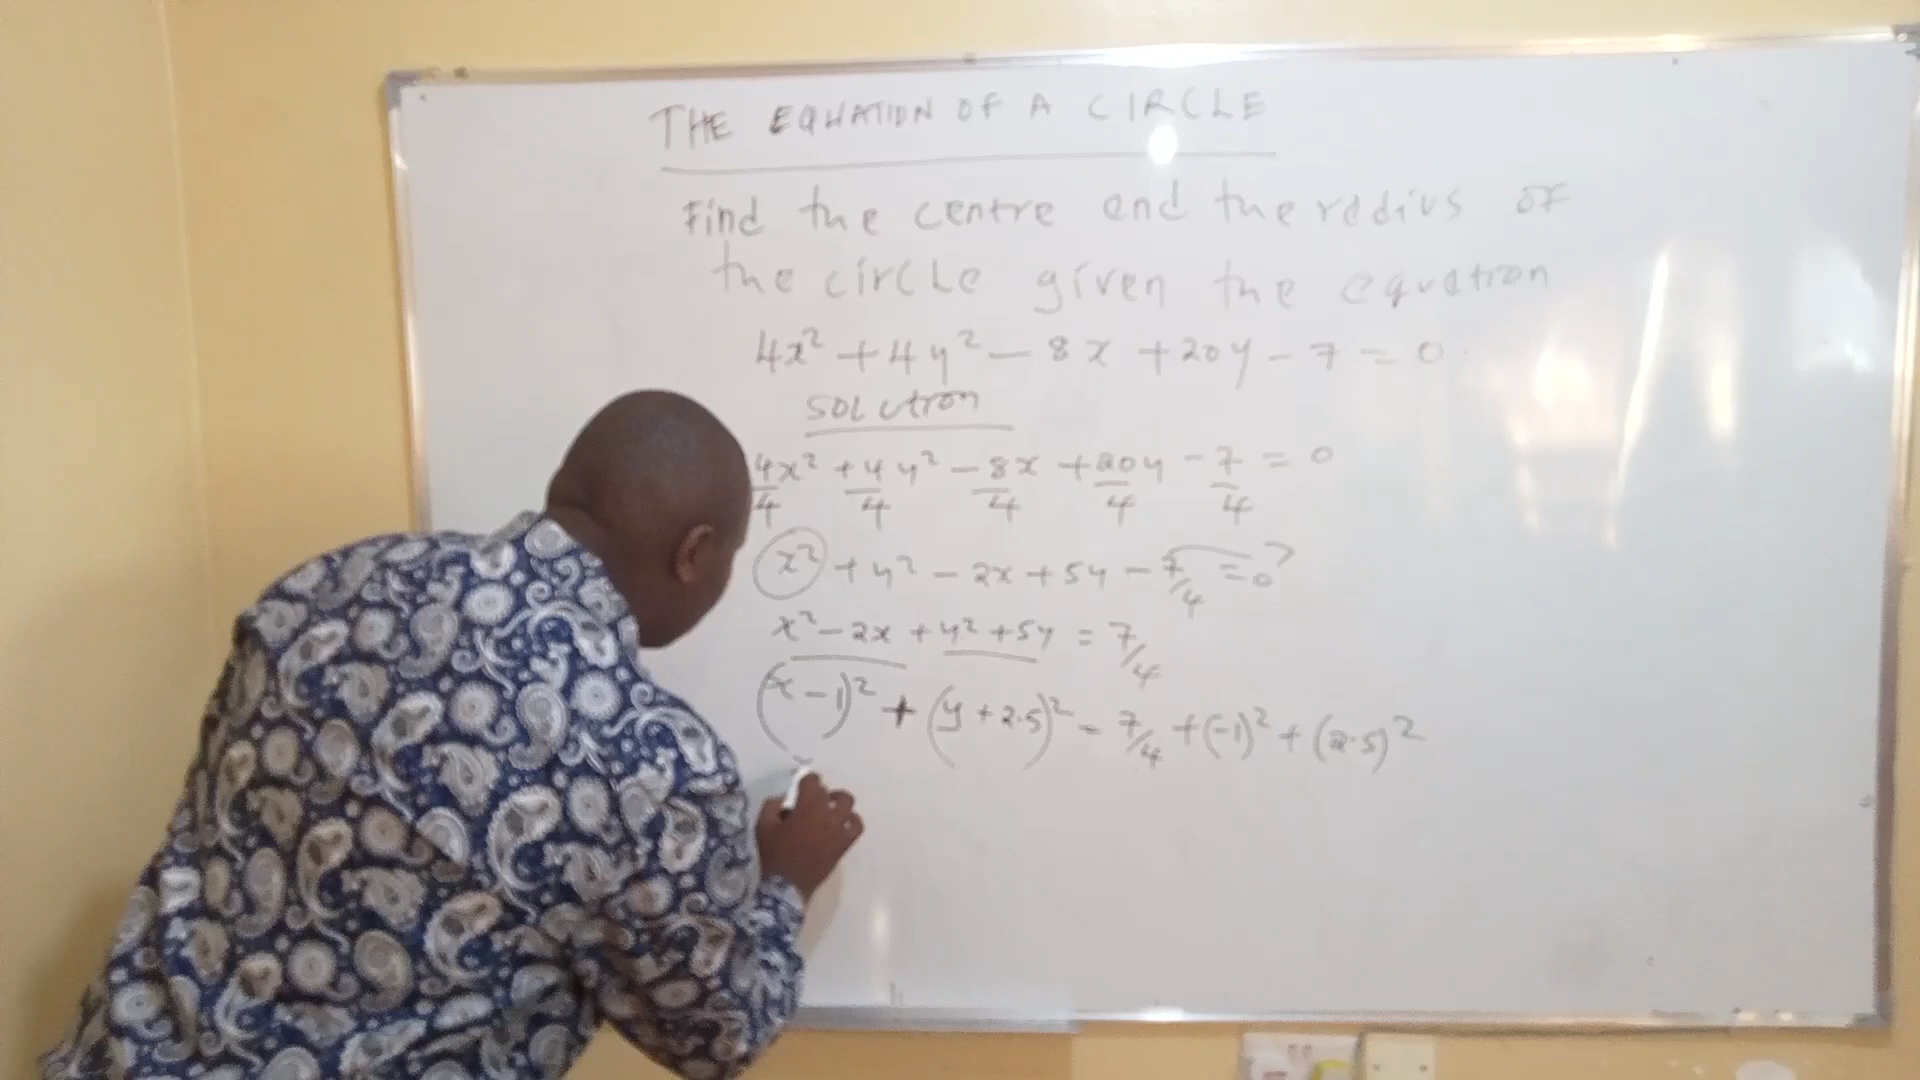 THE EQUATION OF A CIRCLE
Find the centre and the radius of
the circle given the equation
4x² + 4y² - 8x + 20y - 7 = 0
Solution
4x²/4 + 4y²/4 - 8x/4 + 20y/4 - 7/4 = 0
x² + y² - 2x + 5y - 7/4 = 0
x² - 2x + y² + 5y = 7/4
(x - 1)² + (y + 2.5)² = 7/4 + (-1)² + (2.5)²